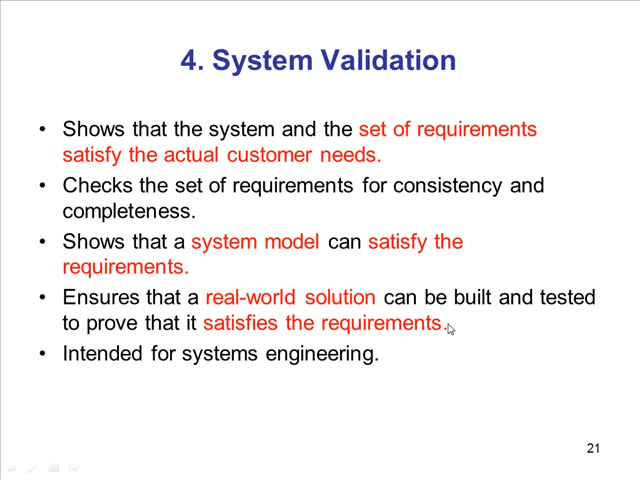 4. System Validation
• Shows that the system and the set of requirements
satisfy the actual customer needs.
• Checks the set of requirements for consistency and
completeness.
• Shows that a system model can satisfy the
requirements.
• Ensures that a real-world solution can be built and tested
to prove that it satisfies the requirements.
• Intended for systems engineering.
21